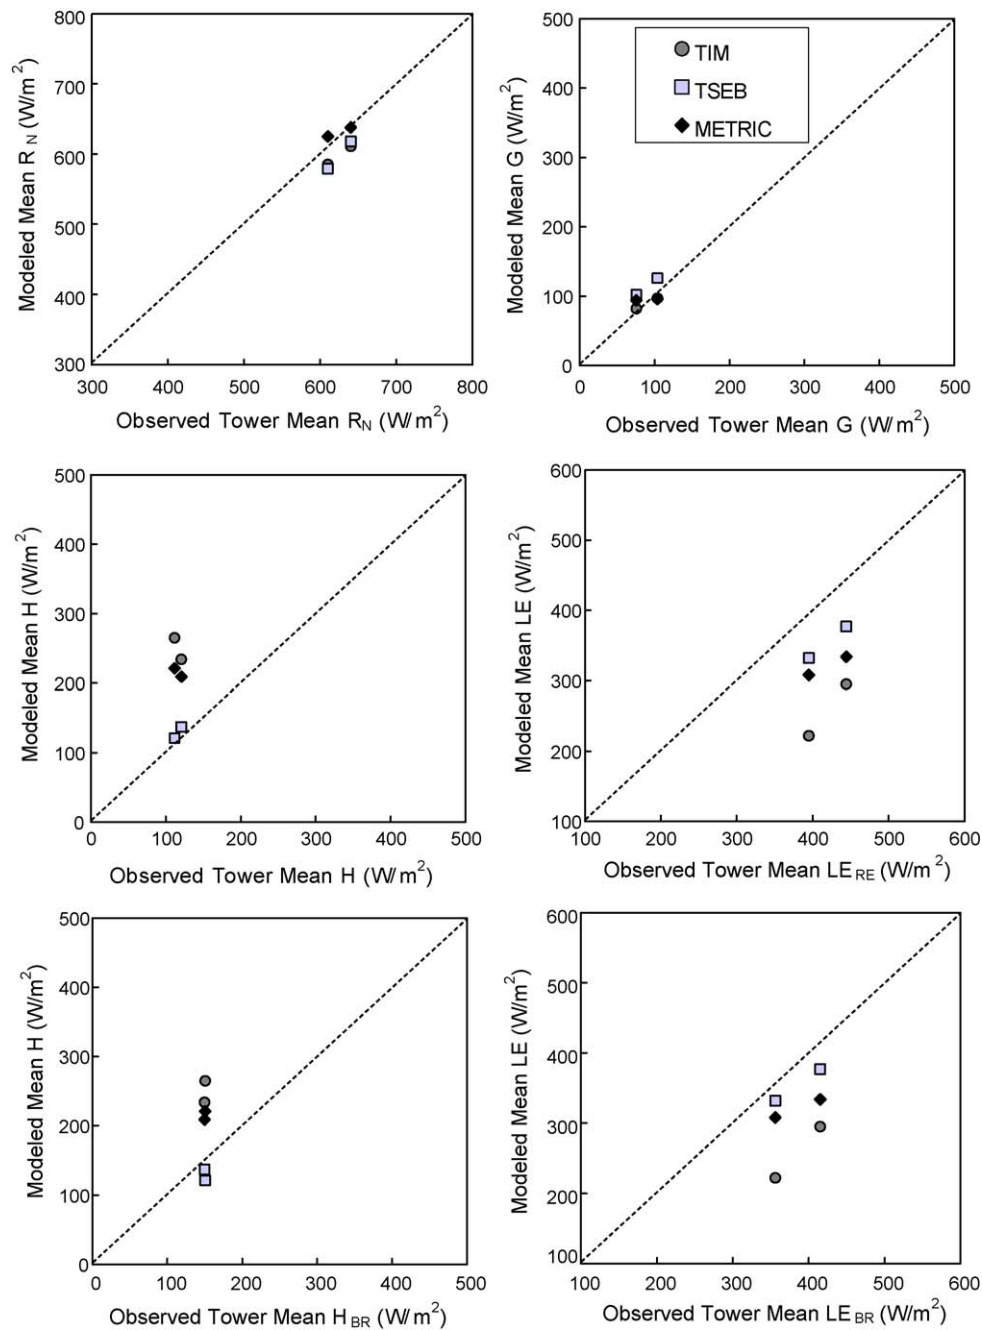 800
700
600
500
400
300
300 400 500 600 700 800
Modeled Mean R N (W/m²)
Observed Tower Mean RN (W/m²)
500
400
300
200
100
0
0 100 200 300 400 500
Modeled Mean G (W/m²)
Observed Tower Mean G (W/m²)
TIM
TSEB
METRIC
500
400
300
200
100
0
0 100 200 300 400 500
Modeled Mean H (W/m²)
Observed Tower Mean H (W/m²)
600
500
400
300
200
100
100 200 300 400 500 600
Modeled Mean LE (W/m²)
Observed Tower Mean LE RE (W/m²)
500
400
300
200
100
0
0 100 200 300 400 500
Modeled Mean H (W/m²)
Observed Tower Mean H BR (W/m²)
600
500
400
300
200
100
100 200 300 400 500 600
Modeled Mean LE (W/m²)
Observed Tower Mean LE BR (W/m²)